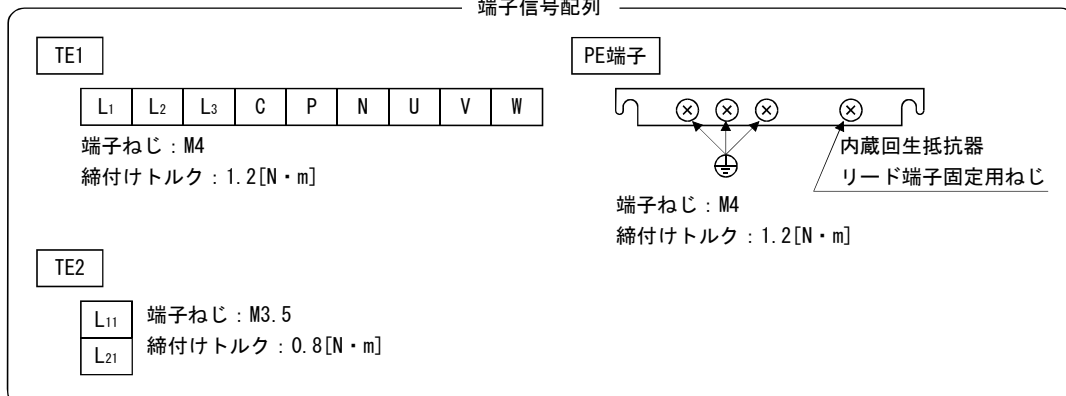 端子信号配列
TE1
L1 L2 L3 C P N U V W
端子ねじ：M4
締付けトルク：1.2[N・m]
PE端子
内蔵回生抵抗器
リード端子固定用ねじ
端子ねじ：M4
締付けトルク：1.2[N・m]
TE2
L11
L21
端子ねじ：M3.5
締付けトルク：0.8[N・m]